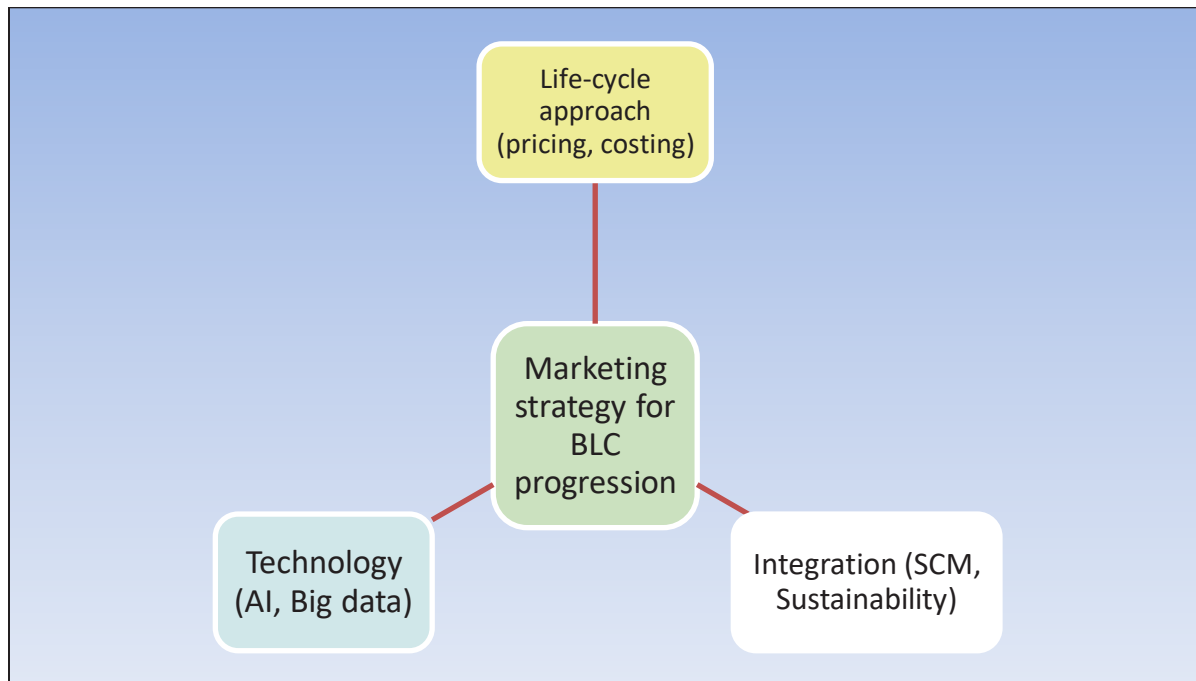 Life-cycle
approach
(pricing, costing)
Marketing
strategy for
BLC
progression
Technology
(AI, Big data)
Integration (SCM,
Sustainability)